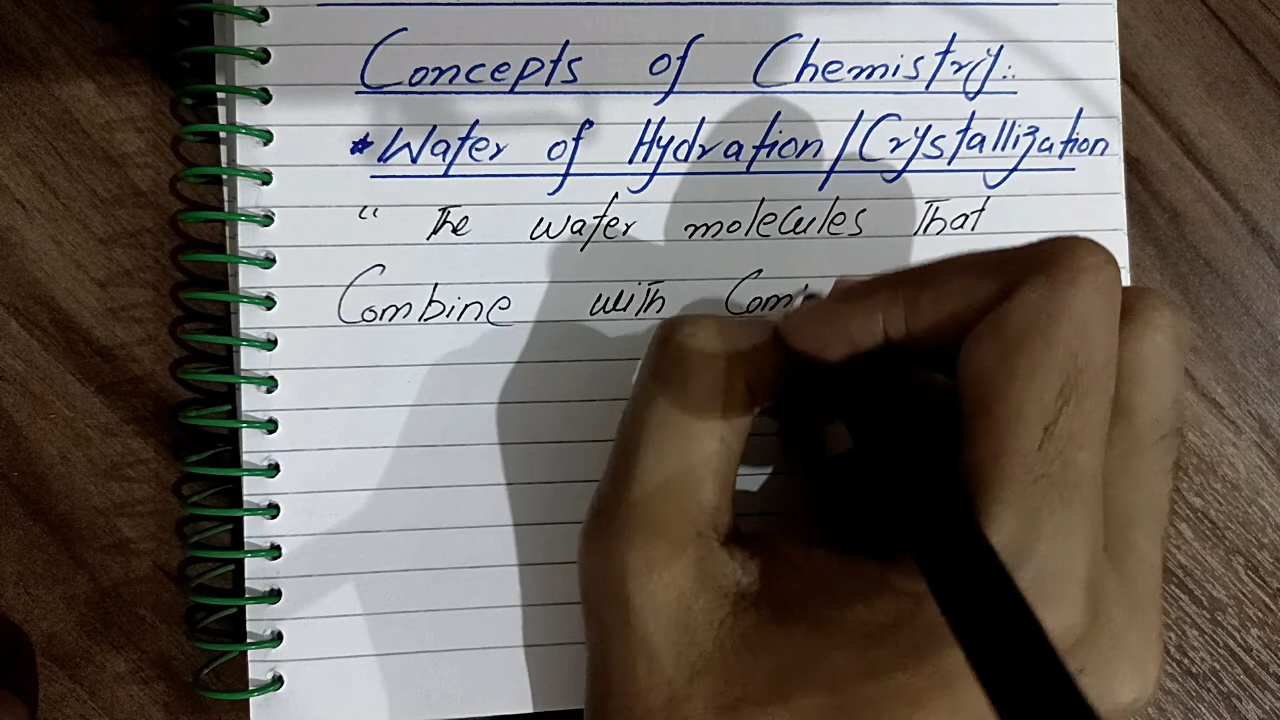 Concepts of Chemistry:.
* Water of Hydration/Crystallization
“ The water molecules That
Combine with